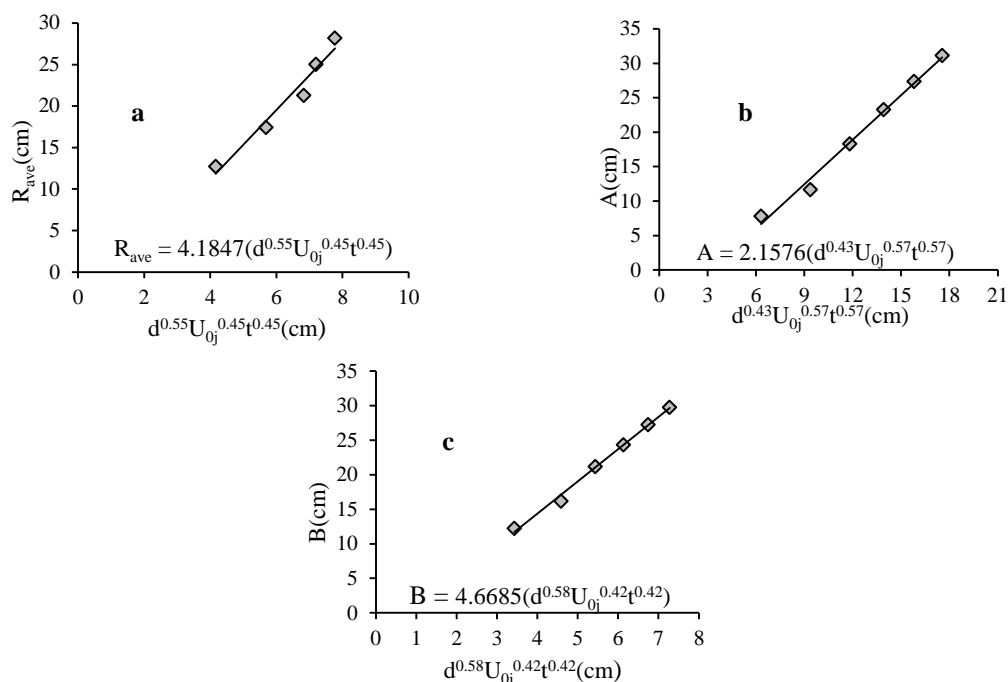 30
25
20
15
10
5
0
R_ave(cm)
a
R_ave = 4.1847(d^0.55U_0j^0.45t^0.45)
0 2 4 6 8 10
d^0.55U_0j^0.45t^0.45(cm)
35
30
25
20
15
10
5
0
A(cm)
b
A = 2.1576(d^0.43U_0j^0.57t^0.57)
0 3 6 9 12 15 18 21
d^0.43U_0j^0.57t^0.57(cm)
35
30
25
20
15
10
5
0
B(cm)
c
B = 4.6685(d^0.58U_0j^0.42t^0.42)
0 1 2 3 4 5 6 7 8
d^0.58U_0j^0.42t^0.42(cm)